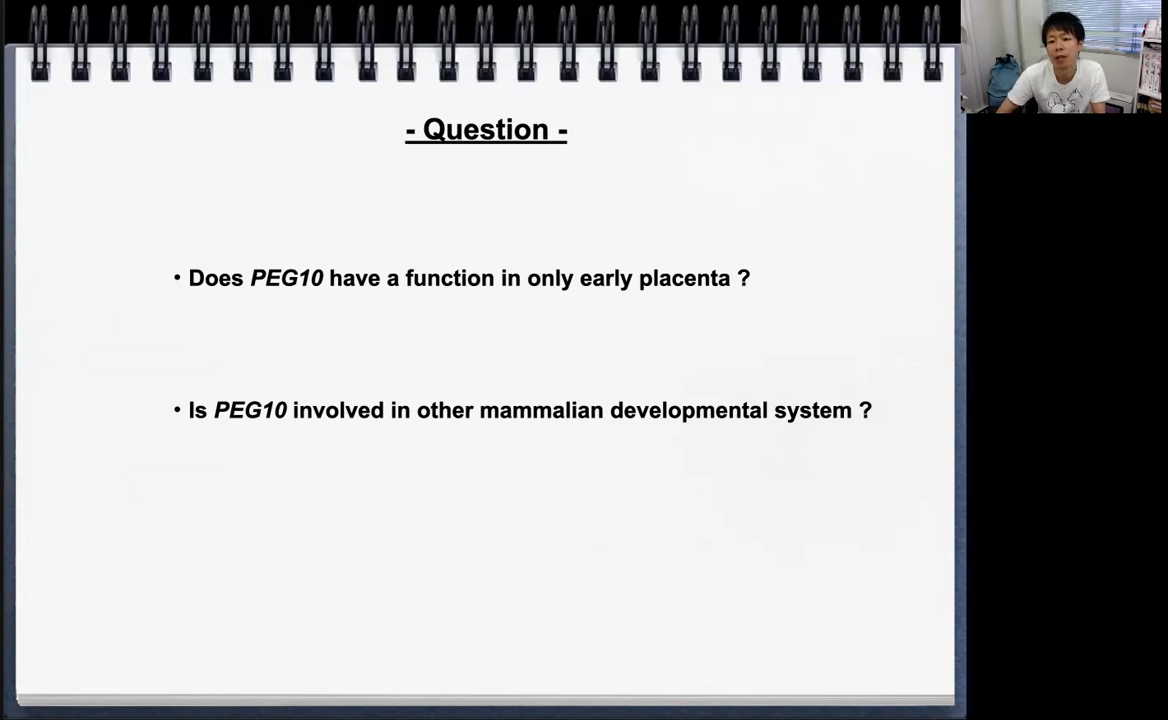 - Question -
• Does PEG10 have a function in only early placenta ?
• Is PEG10 involved in other mammalian developmental system ?